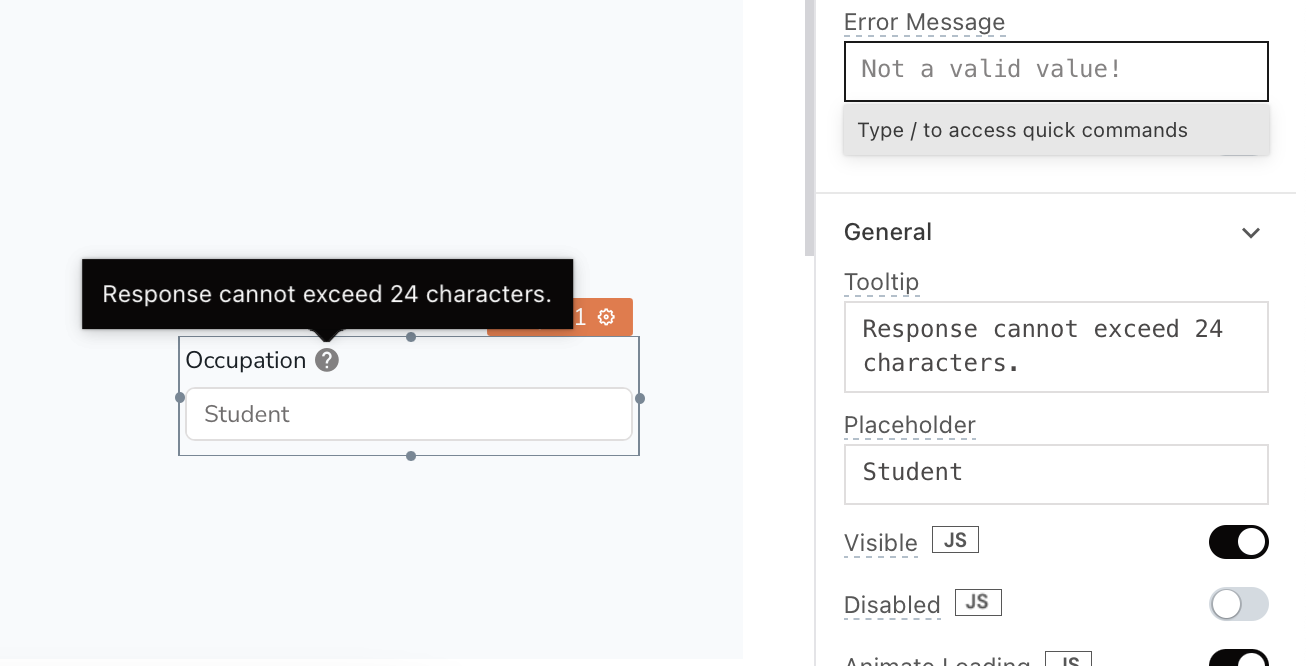 Error Message
Not a valid value!
Type / to access quick commands
General
Tooltip
Response cannot exceed 24
characters.
Placeholder
Student
Visible JS
Disabled JS
Animate Loading JS
Response cannot exceed 24 characters.
1
Occupation ?
Student